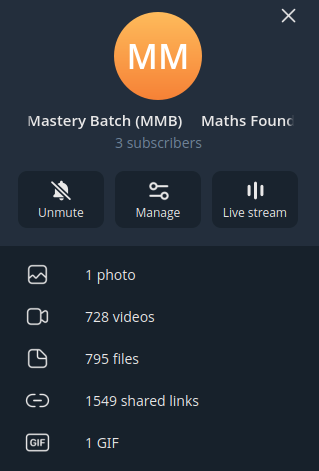 MM
Mastery Batch (MMB) Maths Found
3 subscribers
Unmute
Manage
Live stream
1 photo
728 videos
795 files
1549 shared links
GIF 1 GIF